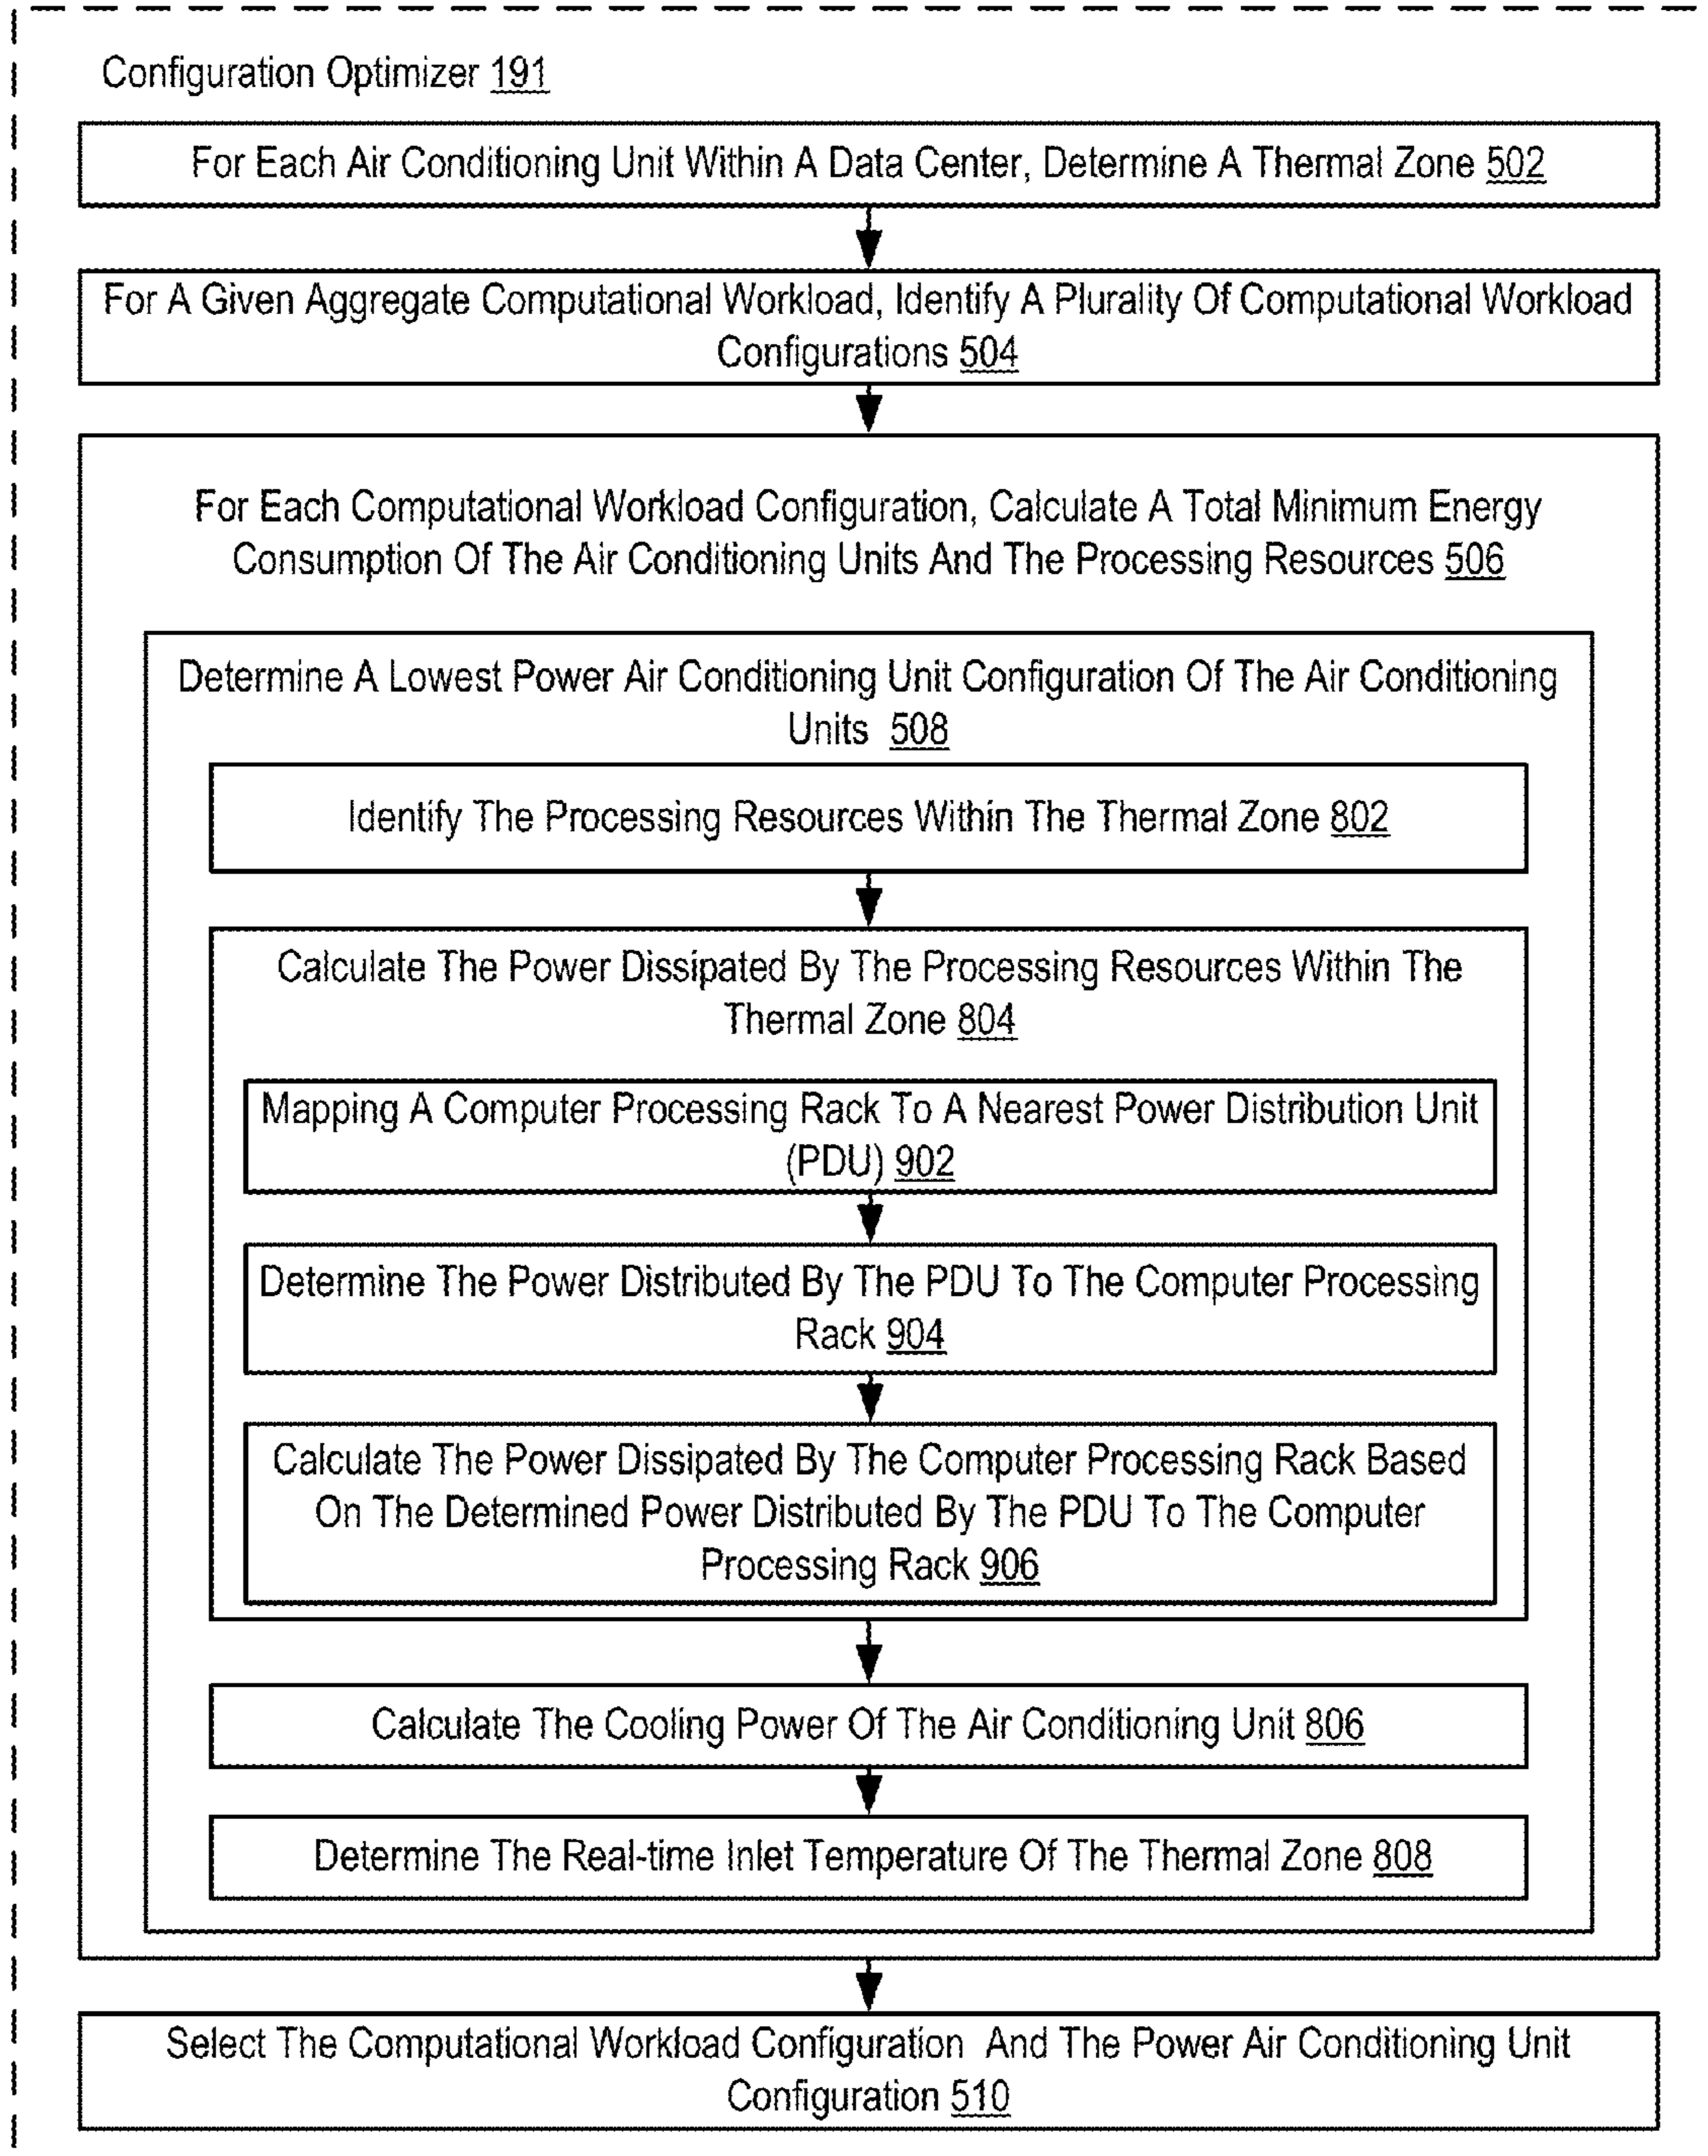 Configuration Optimizer 191
For Each Air Conditioning Unit Within A Data Center, Determine A Thermal Zone 502
For A Given Aggregate Computational Workload, Identify A Plurality Of Computational Workload
Configurations 504
For Each Computational Workload Configuration, Calculate A Total Minimum Energy
Consumption Of The Air Conditioning Units And The Processing Resources 506
Determine A Lowest Power Air Conditioning Unit Configuration Of The Air Conditioning
Units 508
Identify The Processing Resources Within The Thermal Zone 802
Calculate The Power Dissipated By The Processing Resources Within The
Thermal Zone 804
Mapping A Computer Processing Rack To A Nearest Power Distribution Unit
(PDU) 902
Determine The Power Distributed By The PDU To The Computer Processing
Rack 904
Calculate The Power Dissipated By The Computer Processing Rack Based
On The Determined Power Distributed By The PDU To The Computer
Processing Rack 906
Calculate The Cooling Power Of The Air Conditioning Unit 806
Determine The Real-time Inlet Temperature Of The Thermal Zone 808
Select The Computational Workload Configuration And The Power Air Conditioning Unit
Configuration 510